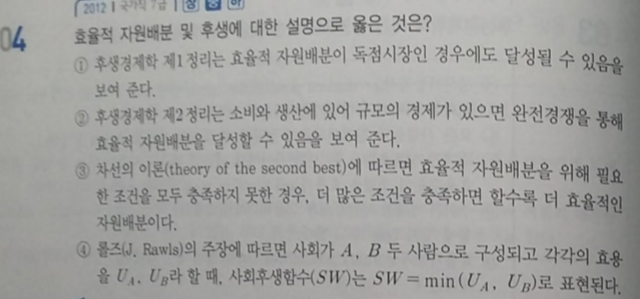 2012 | 국가직 7급 | 상 중 하
04 효율적 자원배분 및 후생에 대한 설명으로 옳은 것은?
① 후생경제학 제1정리는 효율적 자원배분이 독점시장인 경우에도 달성될 수 있음을
보여 준다.
② 후생경제학 제2정리는 소비와 생산에 있어 규모의 경제가 있으면 완전경쟁을 통해
효율적 자원배분을 달성할 수 있음을 보여 준다.
③ 차선의 이론(theory of the second best)에 따르면 효율적 자원배분을 위해 필요
한 조건을 모두 충족하지 못한 경우, 더 많은 조건을 충족하면 할수록 더 효율적인
자원배분이다.
④ 롤즈(J. Rawls)의 주장에 따르면 사회가 A, B 두 사람으로 구성되고 각각의 효용
을 U_A, U_B라 할 때, 사회후생함수(SW)는 SW = min(U_A, U_B)로 표현된다.